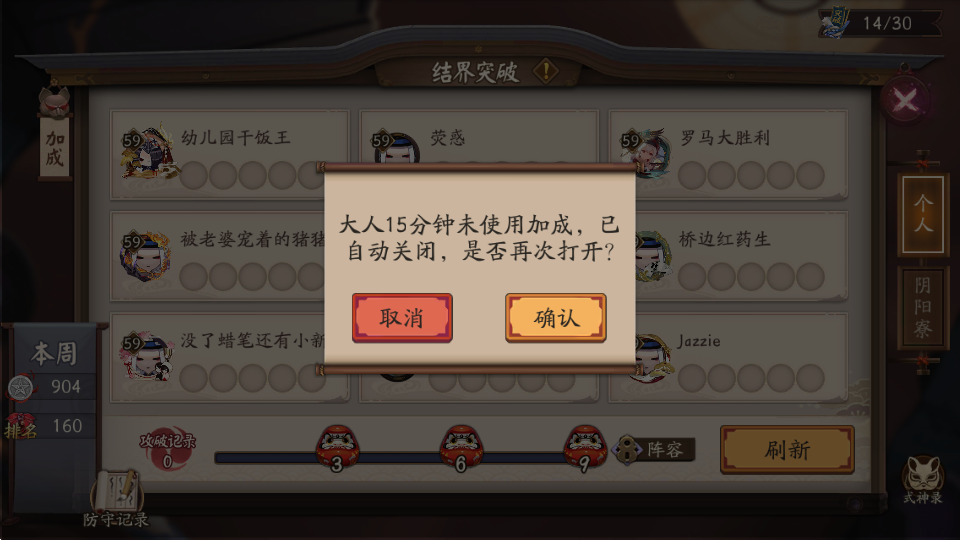 14/30
结界突破
加成
59
幼儿园干饭王
59
荧惑
59
罗马大胜利
个人
59
被老婆宠着的猪猪
桥边红药生
大人15分钟未使用加成，已
自动关闭，是否再次打开？
取消
确认
阴阳寮
59
没了蜡笔还有小新
Jazzie
本周
904
排名
160
攻破记录
0
3
6
9
阵容
刷新
防守记录
式神录